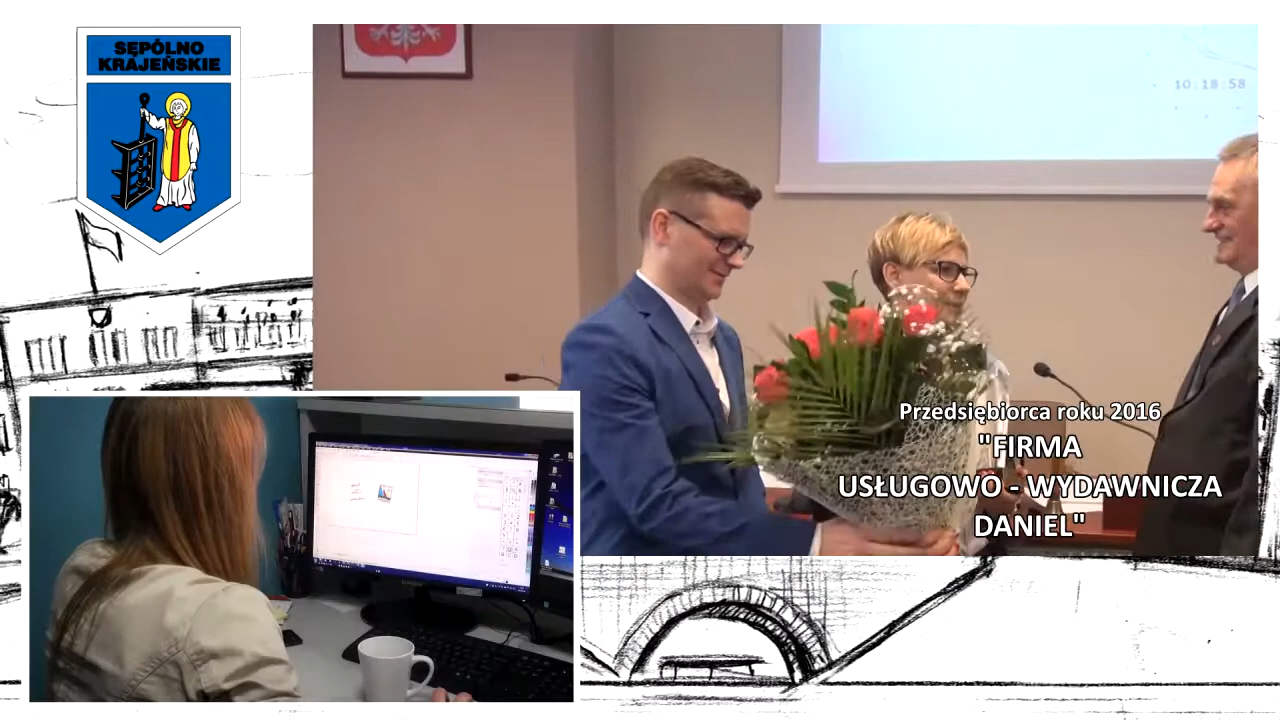 SĘPÓLNO
KRAJEŃSKIE
10:18:58
Przedsiębiorca roku 2016
"FIRMA
USŁUGOWO - WYDAWNICZA
DANIEL"